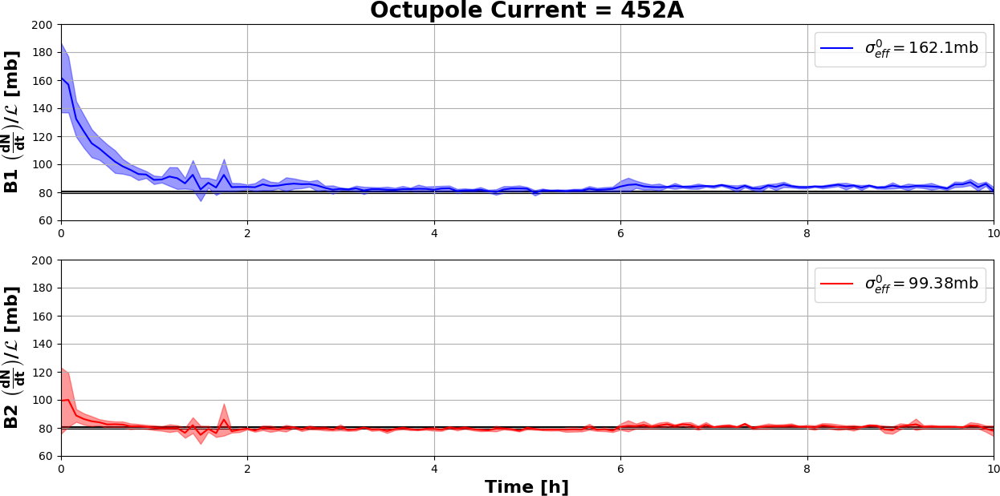 Octupole Current = 452A
B1 (dN/dt)/ℒ [mb]
200
180
160
140
120
100
80
60
σ⁰eff = 162.1mb
0 2 4 6 8 10
B2 (dN/dt)/ℒ [mb]
200
180
160
140
120
100
80
60
σ⁰eff = 99.38mb
0 2 4 6 8 10
Time [h]